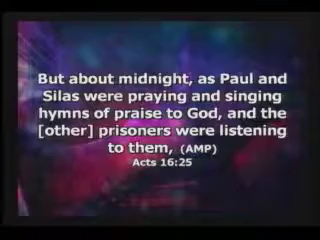 But about midnight, as Paul and
Silas were praying and singing
hymns of praise to God, and the
[other] prisoners were listening
to them, (AMP)
Acts 16:25